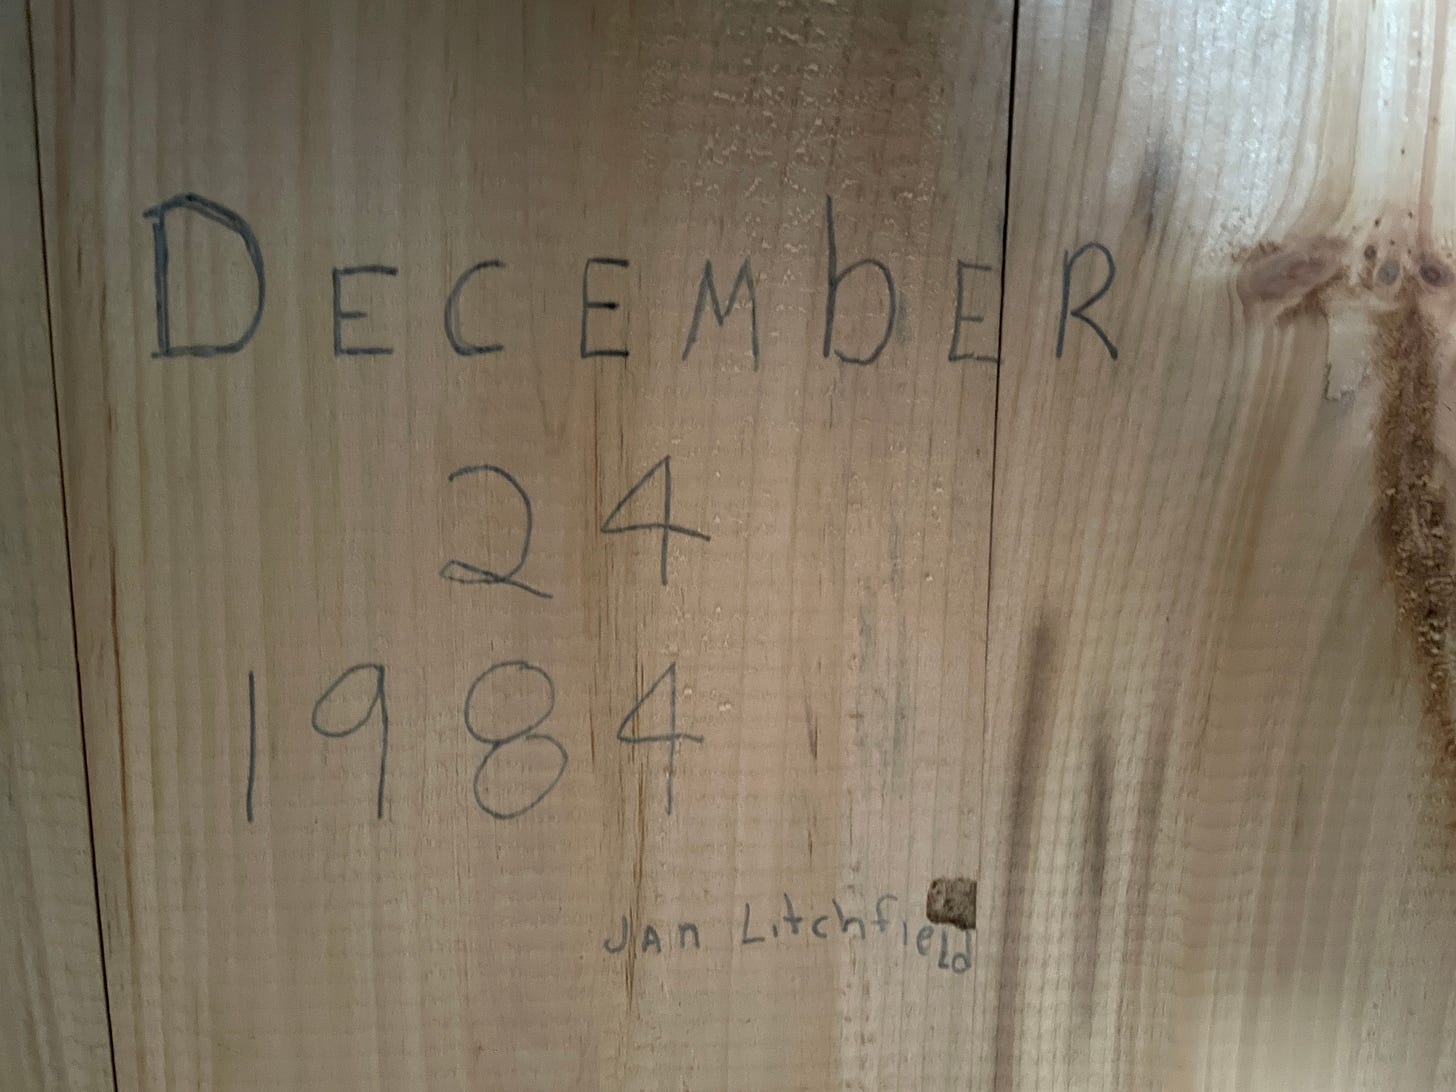 DECEMbER
24
1984
JAn LitchfieLd